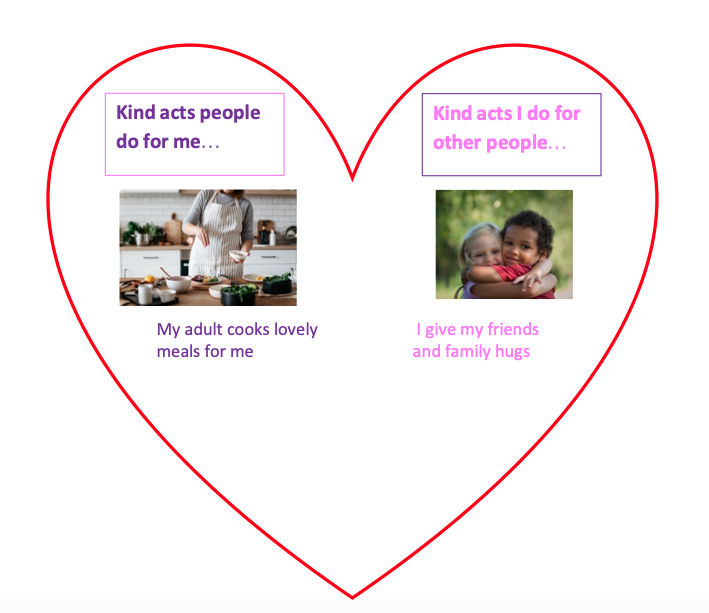 Kind acts people
do for me…
Kind acts I do for
other people…
My adult cooks lovely
meals for me
I give my friends
and family hugs